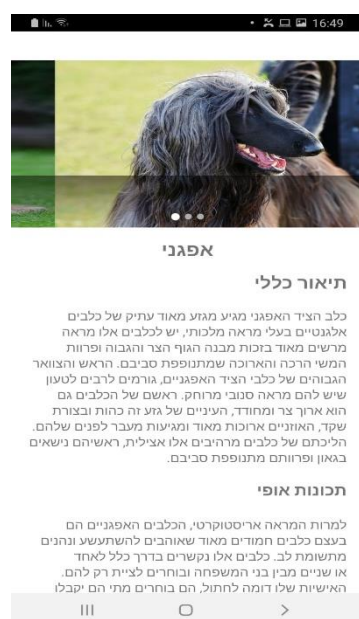 16:49
אפגני
תיאור כללי
כלב הציד האפגני מגיע מגזע מאוד עתיק של כלבים
אלגנטיים בעלי מראה מלכותי, יש לכלבים אלו מראה
מרשים מאוד בזכות מבנה הגוף הצר והגבוה ופרוות
המשי הרכה והארוכה שמתנופפת סביבם. הראש והצוואר
הגבוהים של כלבי הציד האפגניים, גורמים לרבים לטעון
שיש להם מראה סנובי מרוחק. ראשם של הכלבים גם
הוא ארוך צר ומחודד, העיניים של גזע זה כהות ובצורת
שקד, האוזניים ארוכות מאוד ומגיעות מעבר לפנים שלהם.
הליכתם של כלבים מרהיבים אלו אצילית, ראשיהם נישאים
בגאון ופרוותם מתנופפת סביבם.
תכונות אופי
למרות המראה אריסטוקרטי, הכלבים האפגניים הם
בעצם כלבים חמודים מאוד שאוהבים להשתעשע ונהנים
מתשומת לב. כלבים אלו נקשרים בדרך כלל לאחד
או שניים מבין בני המשפחה ובוחרים לציית רק להם.
האישיות שלו דומה לחתול, הם בוחרים מתי הם יקבלו